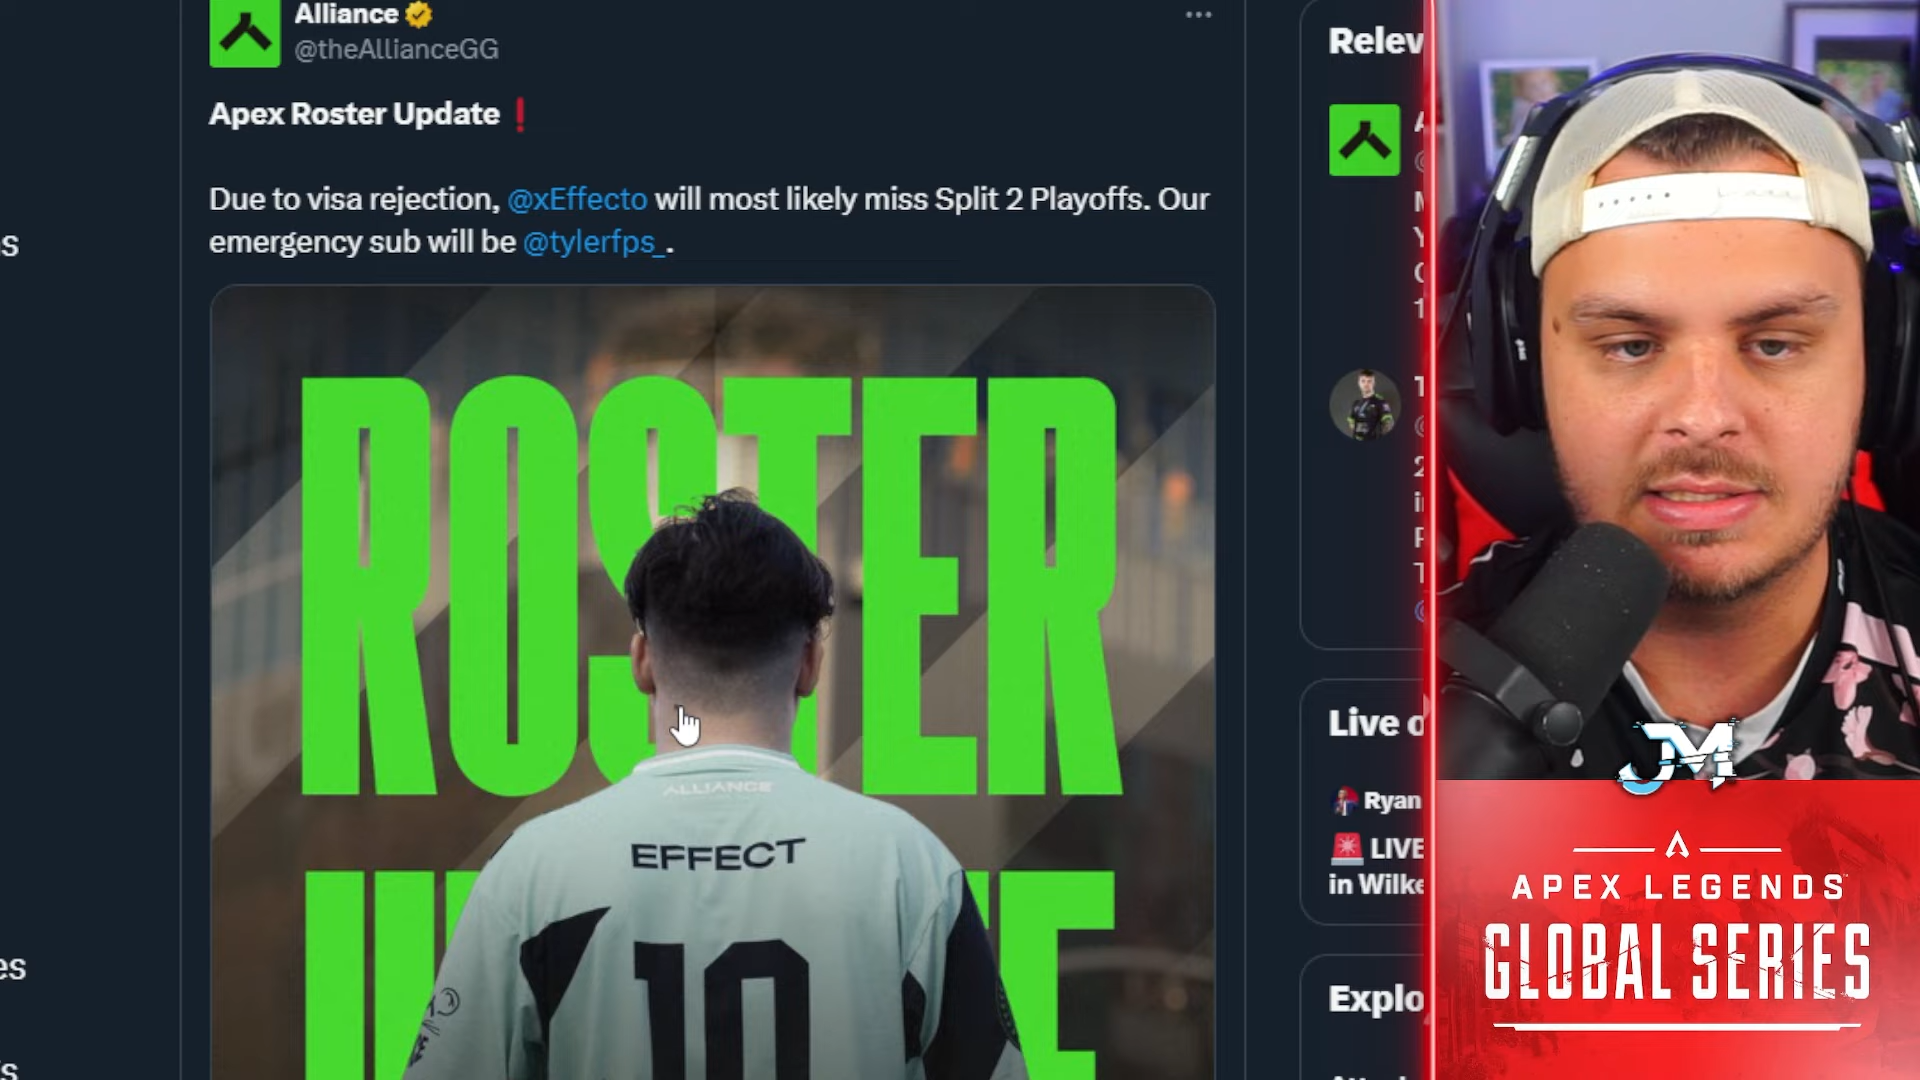 Alliance
@theAllianceGG
Apex Roster Update❗
Due to visa rejection, @xEffecto will most likely miss Split 2 Playoffs. Our
emergency sub will be @tylerfps_.
ROSTER
ALLIANCE
EFFECT
10
Relev
Live o
Ryan
🚨 LIVE
in Wilke
Explo
JM
APEX LEGENDS
GLOBAL SERIES